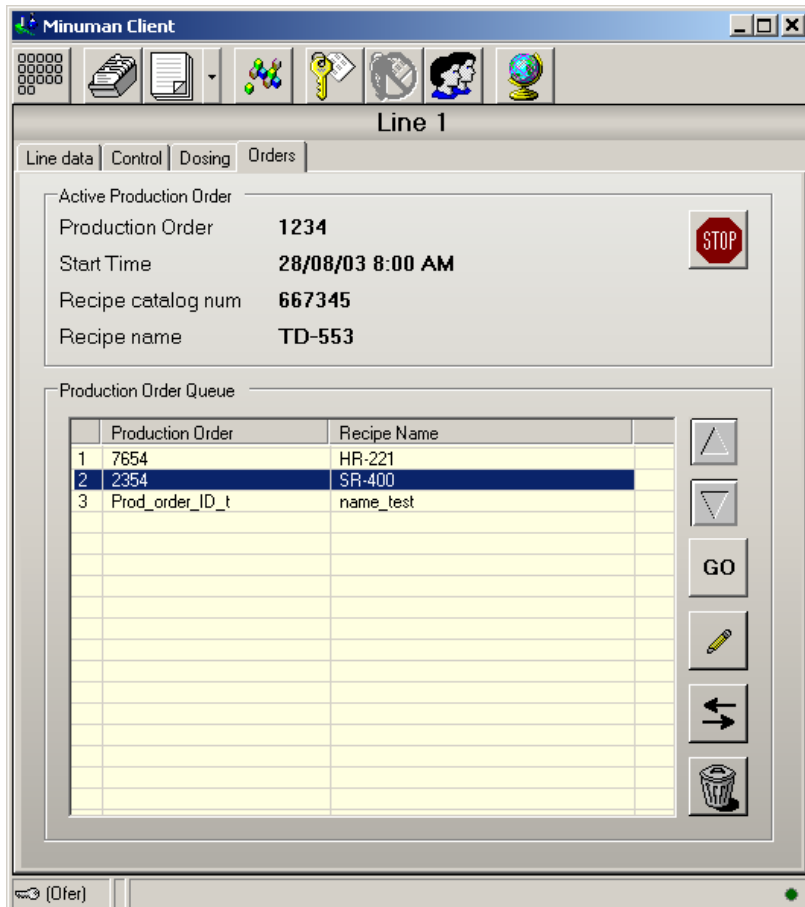 Minuman Client
Line 1
Line data Control Dosing Orders
Active Production Order
Production Order 1234
STOP
Start Time 28/08/03 8:00 AM
Recipe catalog num 667345
Recipe name TD-553
Production Order Queue
Production Order Recipe Name
1 7654 HR-221
2 2354 SR-400
3 Prod_order_ID_t name_test
GO
(Ofer)